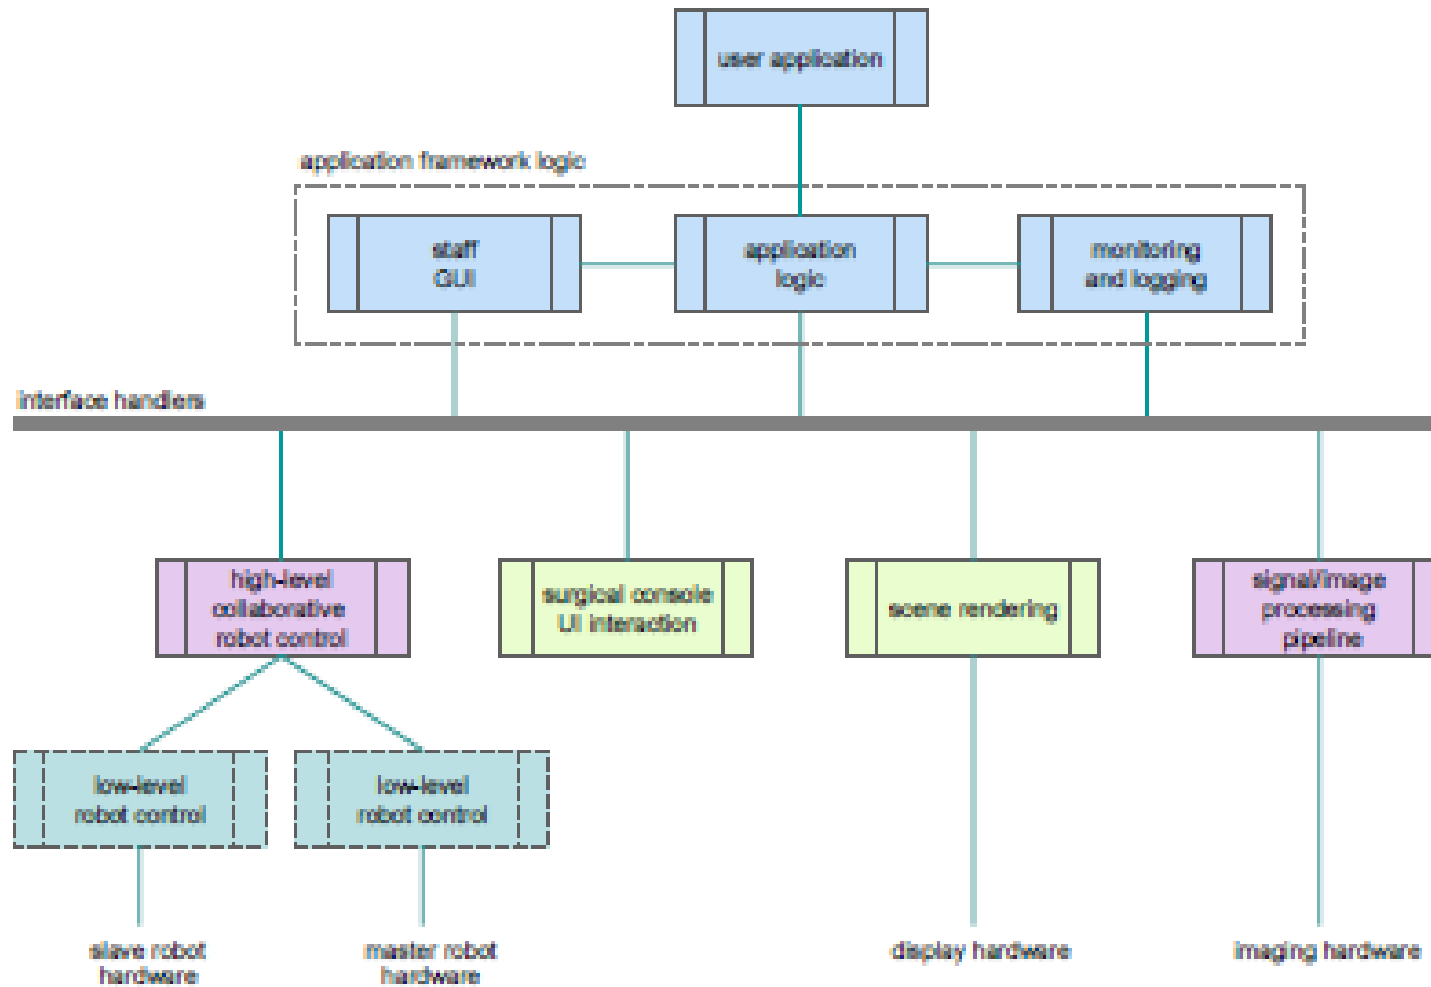 user application
application framework logic
staff
GUI
application
logic
monitoring
and logging
interface handlers
high-level
collaborative
robot control
surgical console
UI interaction
scene rendering
signal/image
processing
pipeline
low-level
robot control
low-level
robot control
slave robot
hardware
master robot
hardware
display hardware
imaging hardware